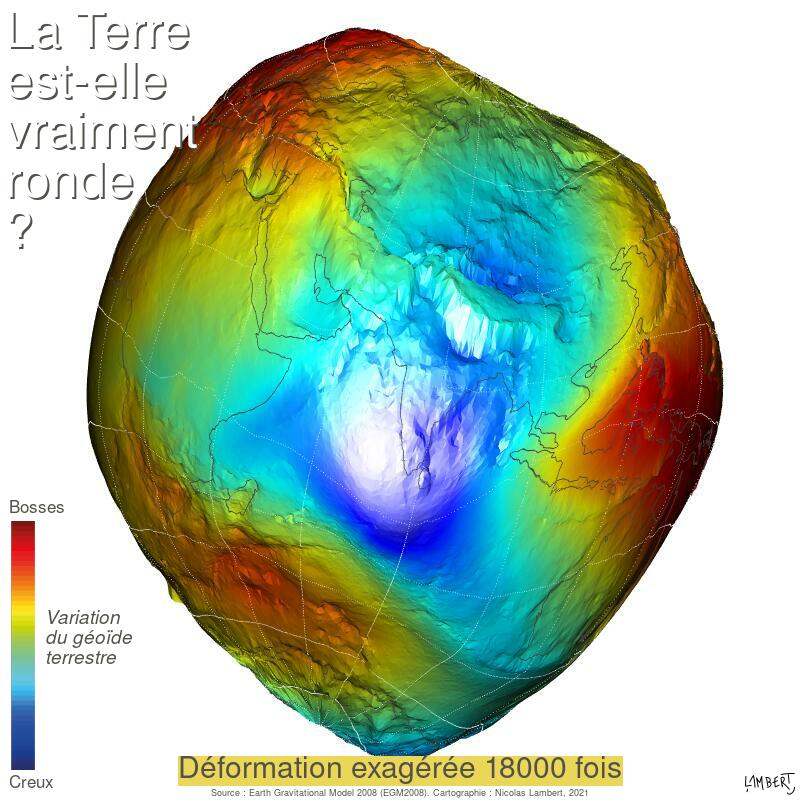 La Terre
est-elle
vraiment
ronde
?
Bosses
Variation
du géoïde
terrestre
Creux
Déformation exagérée 18000 fois
Source : Earth Gravitational Model 2008 (EGM2008). Cartographie : Nicolas Lambert, 2021
LAMBERT